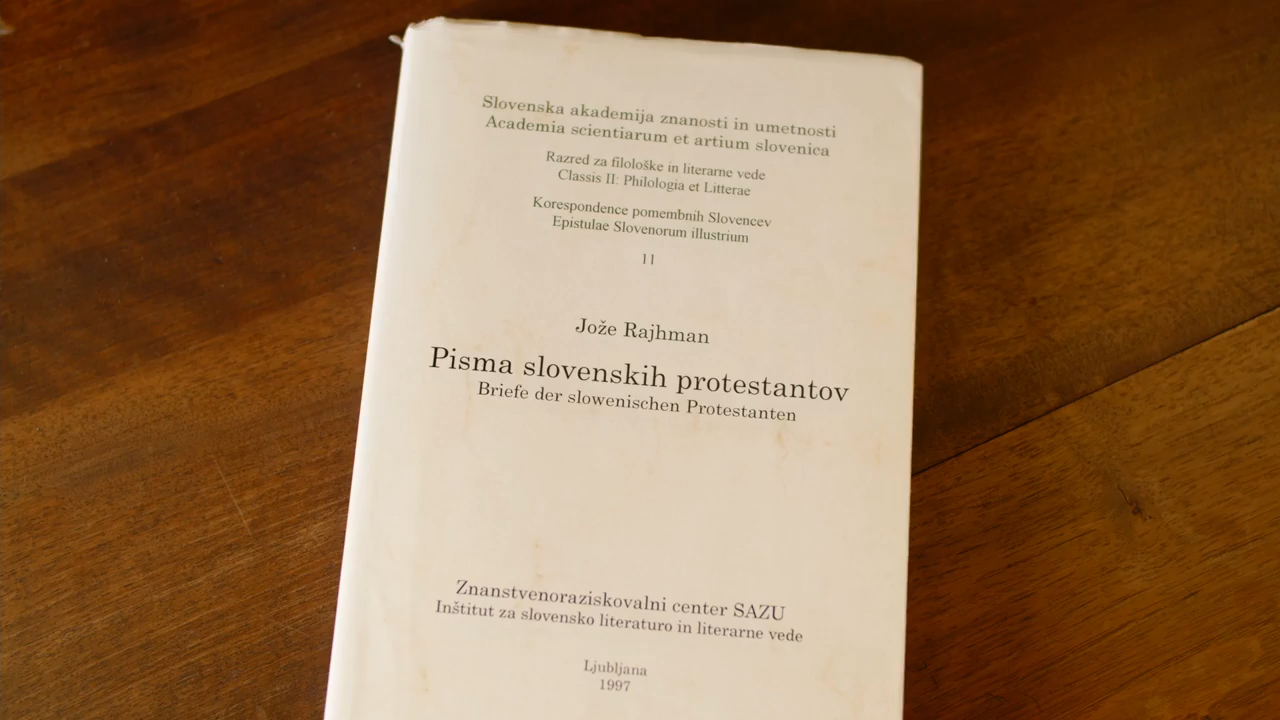 Slovenska akademija znanosti in umetnosti
Academia scientiarum et artium slovenica
Razred za filološke in literarne vede
Classis II: Philologia et Litterae
Korespondence pomembnih Slovencev
Epistulae Slovenorum illustrium
11
Jože Rajhman
Pisma slovenskih protestantov
Briefe der slowenischen Protestanten
Znanstvenoraziskovalni center SAZU
Inštitut za slovensko literaturo in literarne vede
Ljubljana
1997